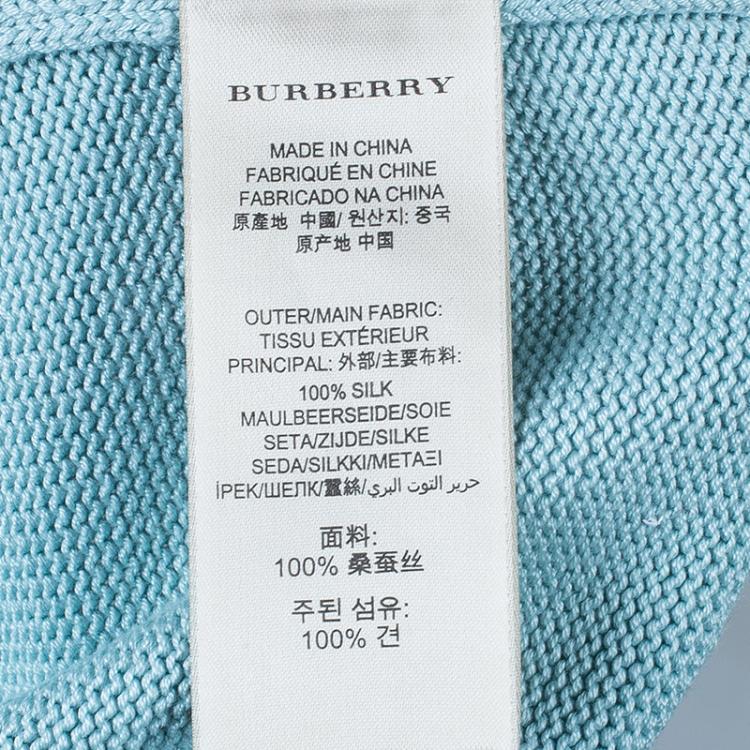 BURBERRY
MADE IN CHINA
FABRIQUÉ EN CHINE
FABRICADO NA CHINA
原產地 中國/ 원산지: 중국
原产地 中国
OUTER/MAIN FABRIC:
TISSU EXTÉRIEUR
PRINCIPAL: 外部/主要布料:
100% SILK
MAULBEERSEIDE/SOIE
SETA/ZIJDE/SILKE
SEDA/SILKKI/ΜΕΤΑΞΙ
İPEK/ШЕЛК/蠶絲/حرير التوت البري
面料:
100% 桑蚕丝
주된 섬유:
100% 견